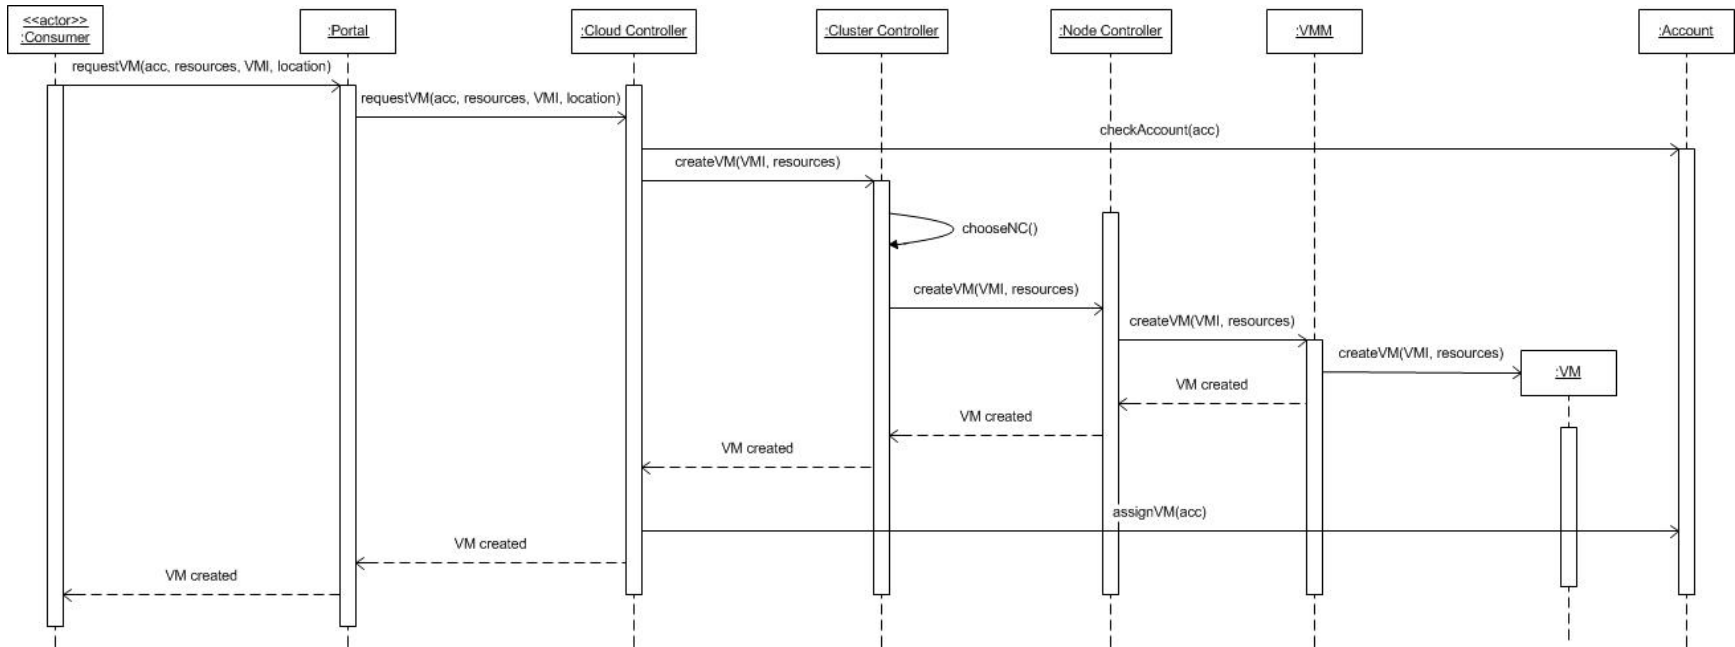 <<actor>>
:Consumer
:Portal
:Cloud Controller
:Cluster Controller
:Node Controller
:VMM
:Account
requestVM(acc, resources, VMI, location)
requestVM(acc, resources, VMI, location)
checkAccount(acc)
createVM(VMI, resources)
chooseNC()
createVM(VMI, resources)
createVM(VMI, resources)
createVM(VMI, resources)
:VM
VM created
VM created
VM created
assignVM(acc)
VM created
VM created